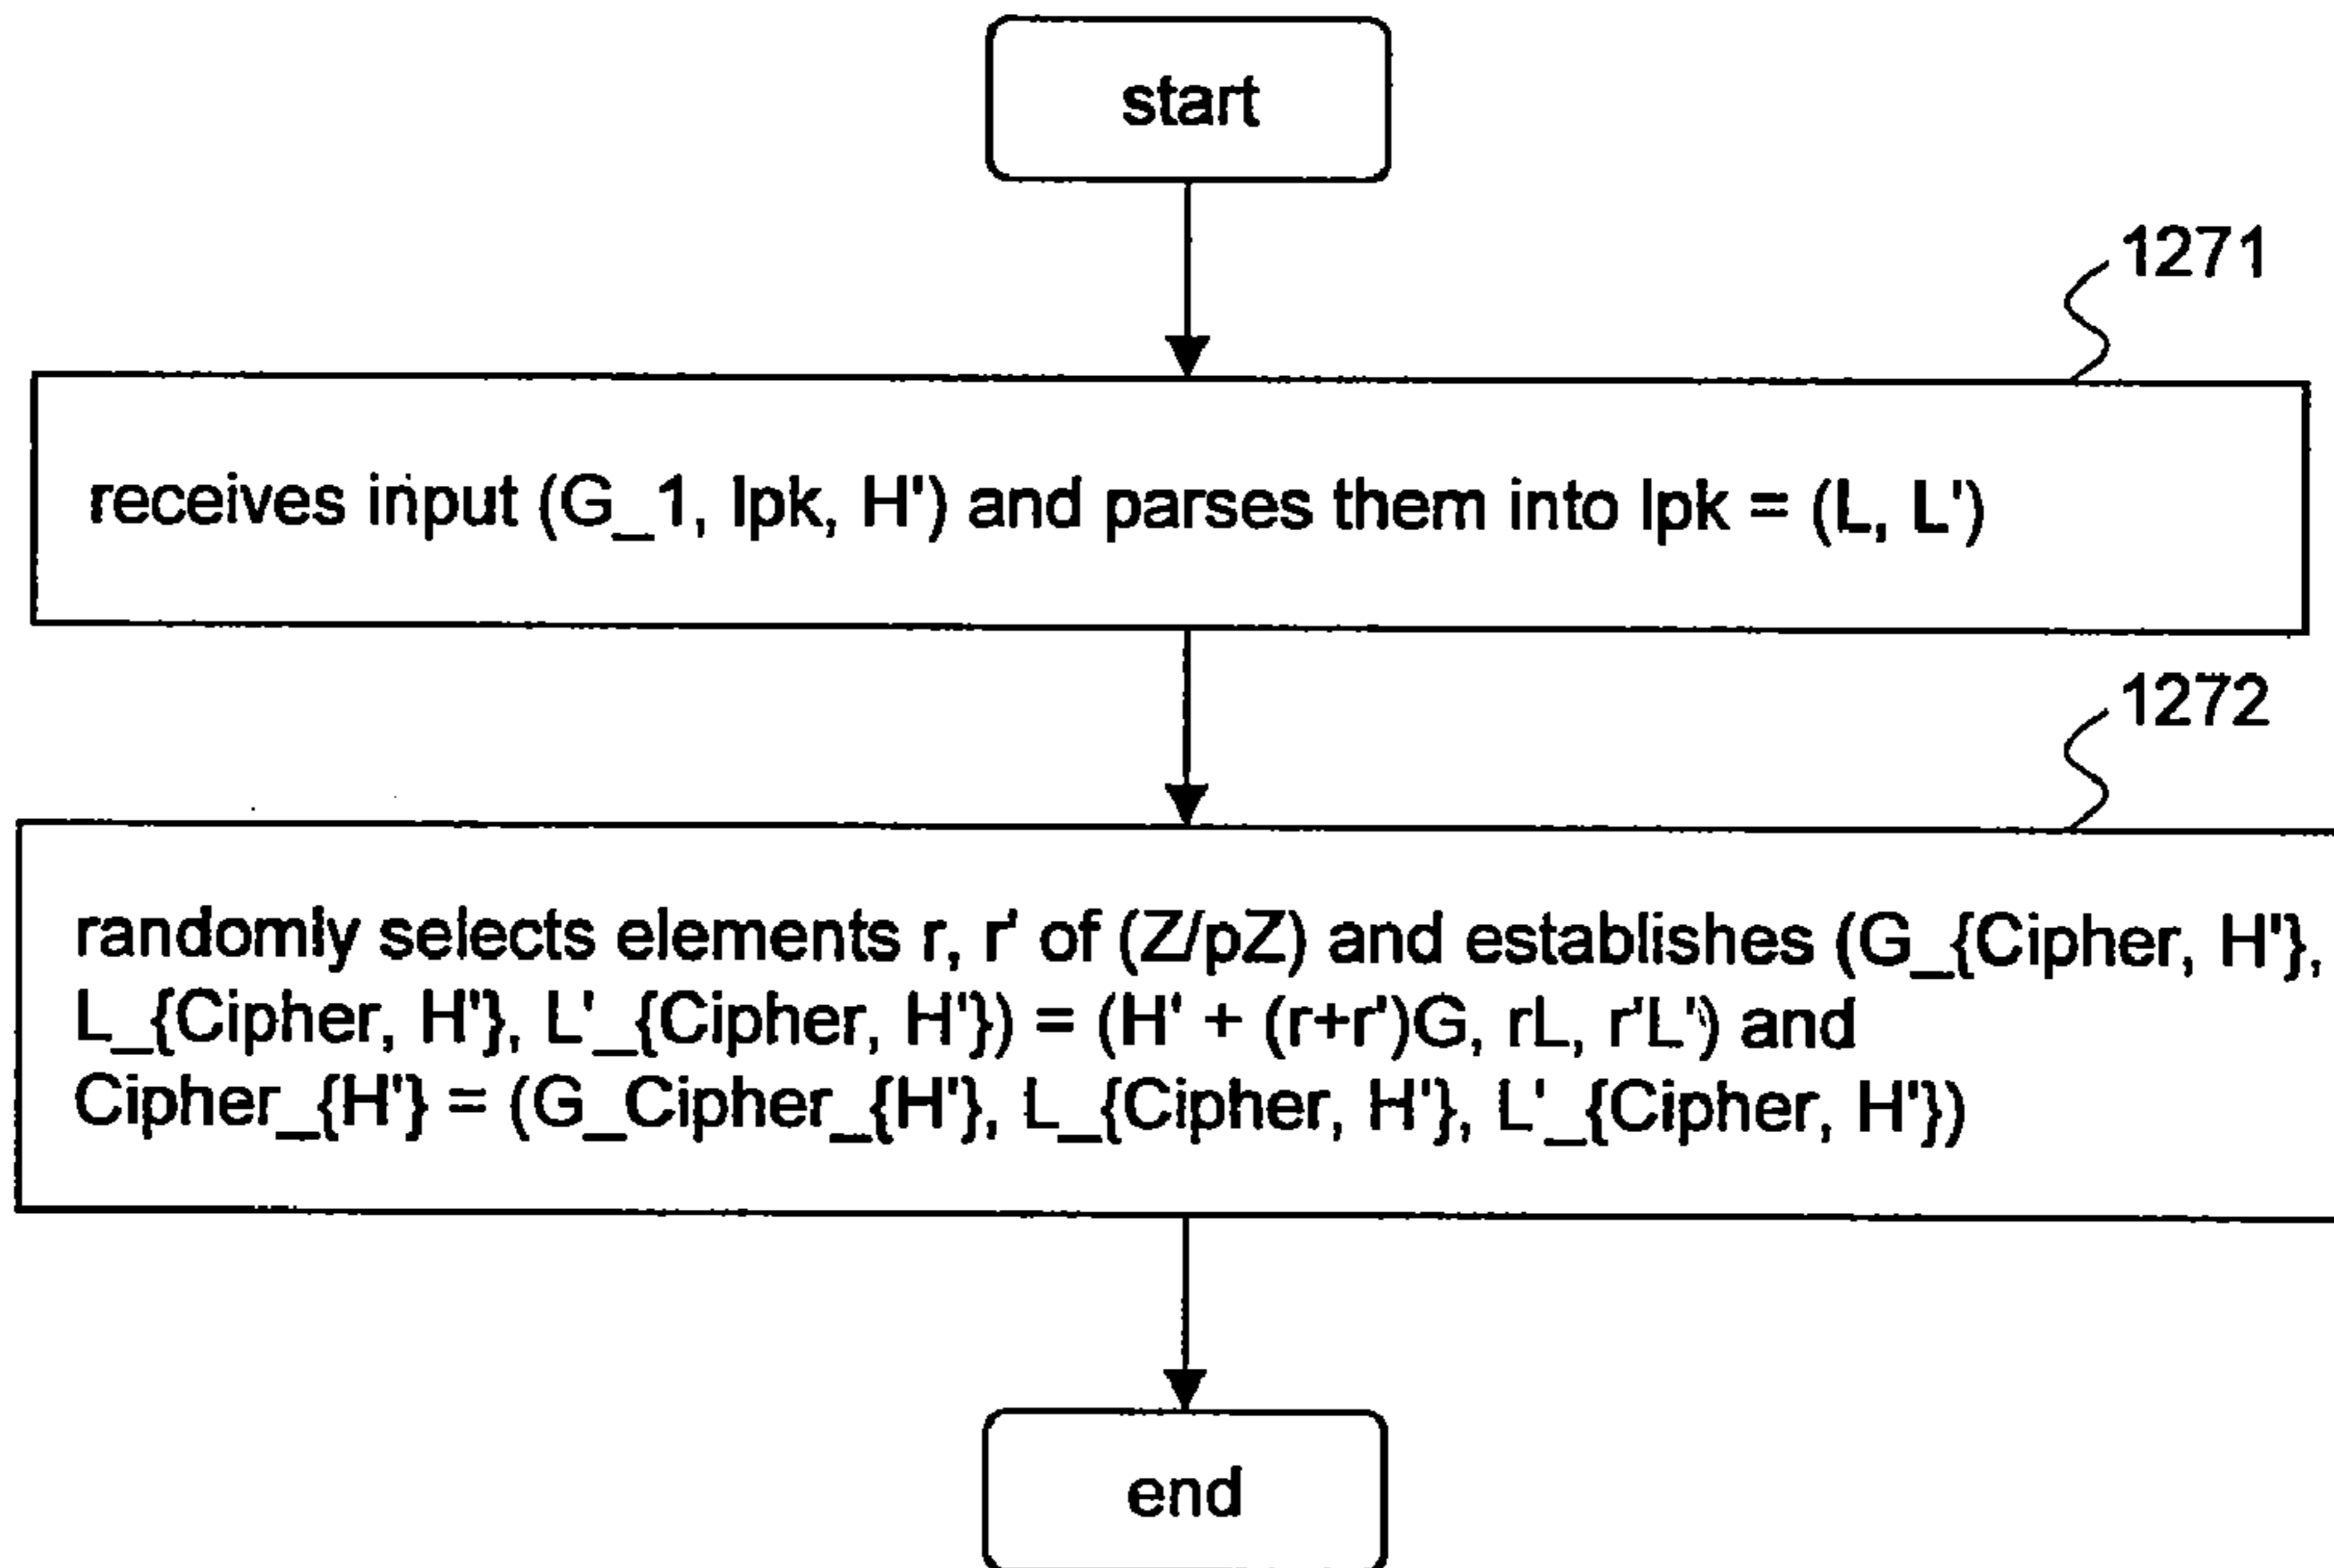 start
1271
receives input (G_1, lpk, H') and parses them into lpk = (L, L')
1272
randomly selects elements r, r' of (Z/pZ) and establishes (G_{Cipher, H'},
L_{Cipher, H'}, L'_{Cipher, H'}) = (H' + (r+r')G, rL, r'L') and
Cipher_{H'} = (G_Cipher_{H'}, L_{Cipher, H'}, L'_{Cipher, H'})
end